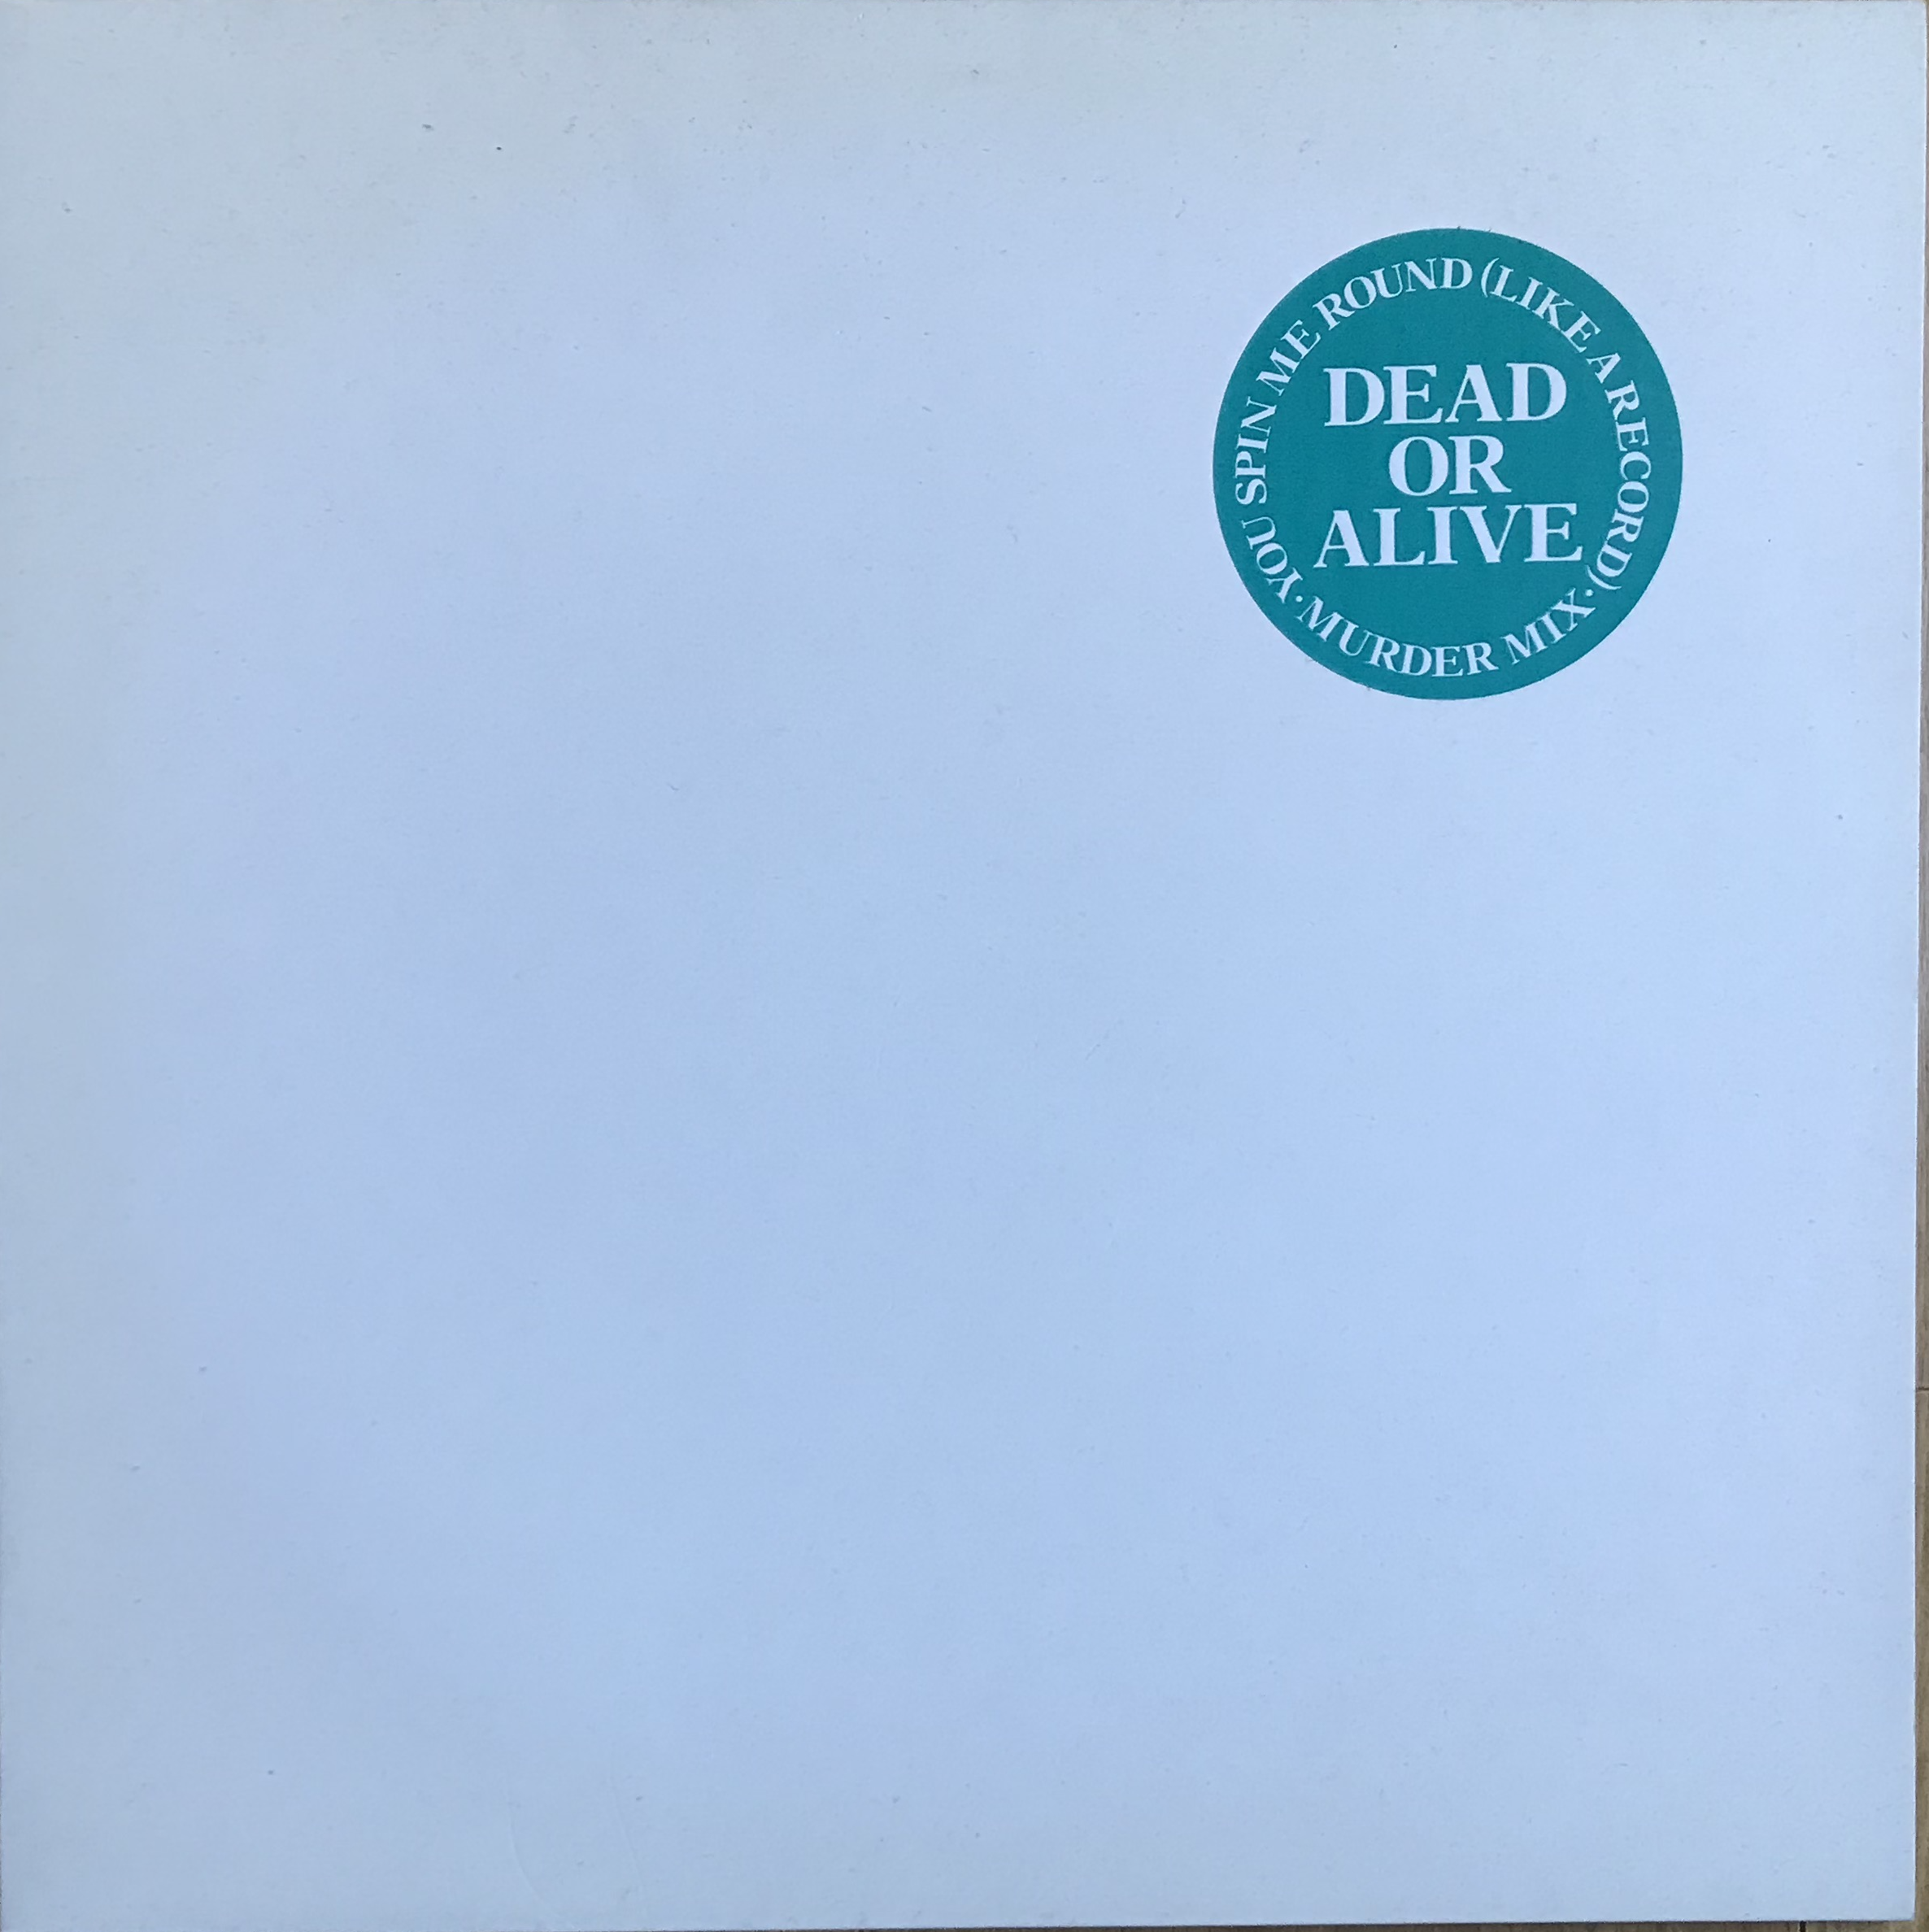 YOU SPIN ME ROUND (LIKE A RECORD)·
DEAD
OR
ALIVE
MURDER MIX·